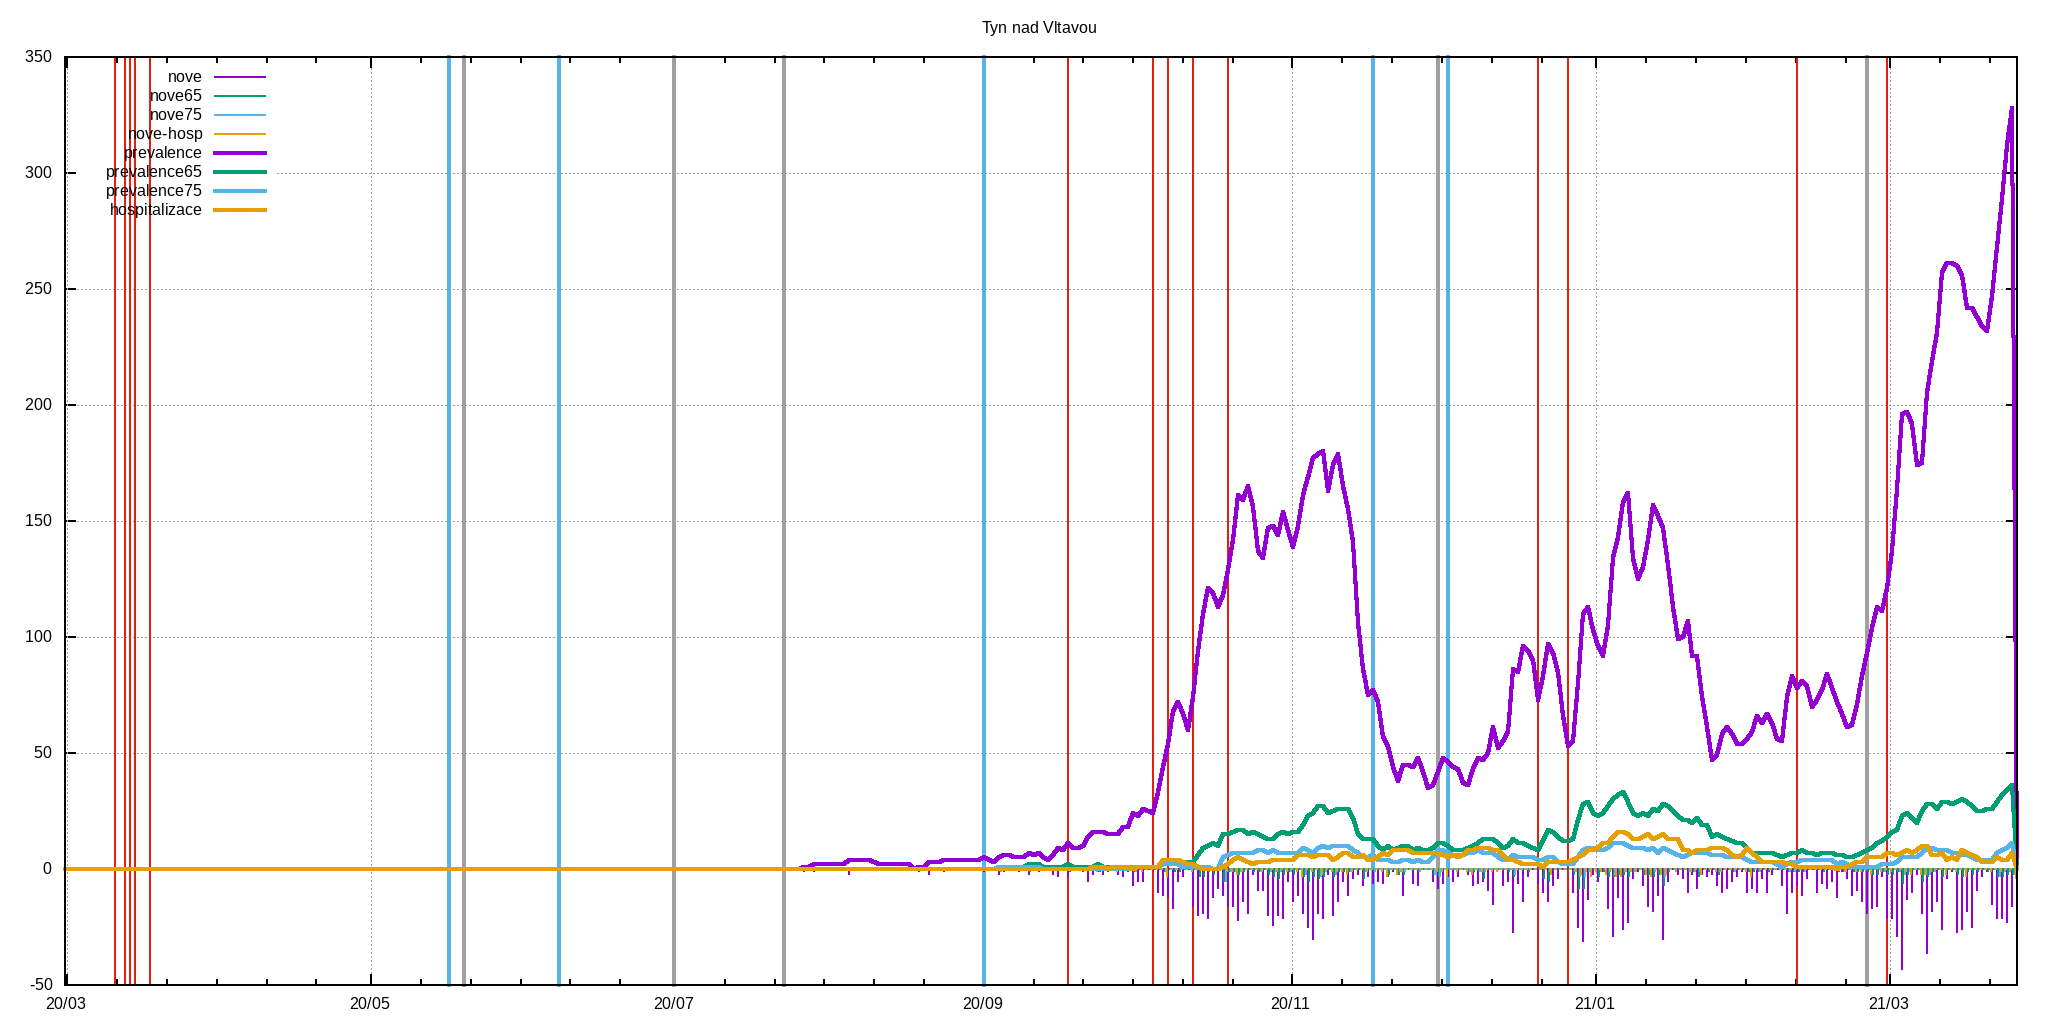 Tyn nad Vltavou
350
300
250
200
150
100
50
0
-50
nove
nove65
nove75
nove-hosp
prevalence
prevalence65
prevalence75
hospitalizace
20/03 20/05 20/07 20/09 20/11 21/01 21/03